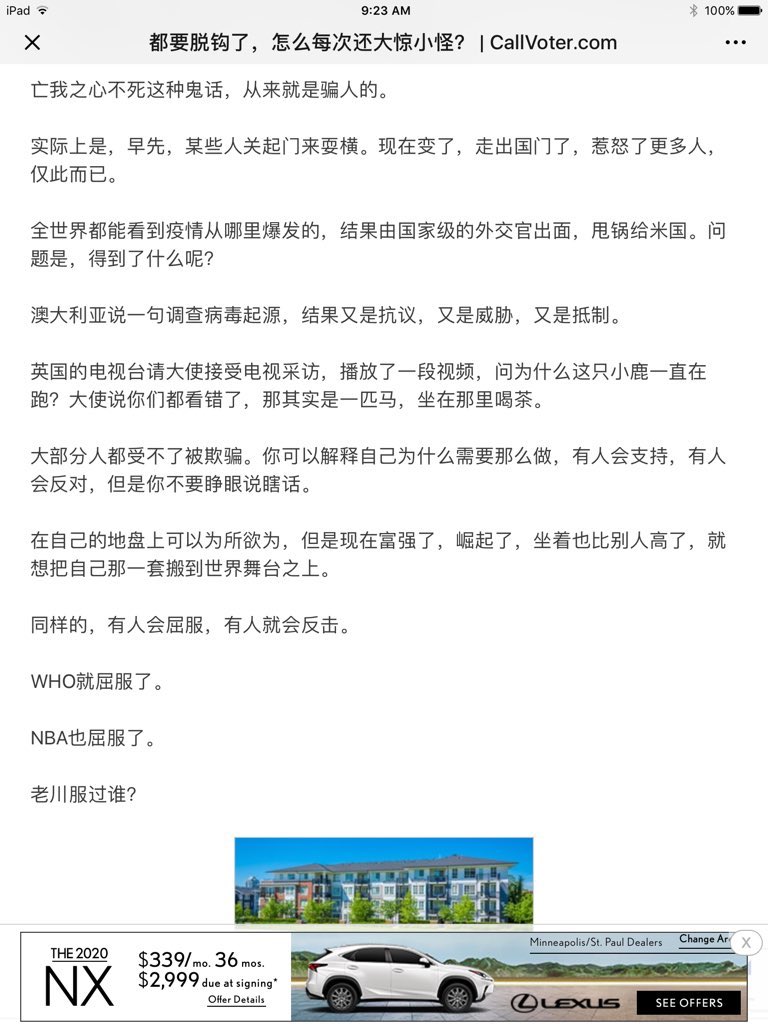 iPad 9:23 AM 100%
都要脱钩了，怎么每次还大惊小怪？ | CallVoter.com
亡我之心不死这种鬼话，从来就是骗人的。
实际上是，早先，某些人关起门来耍横。现在变了，走出国门了，惹怒了更多人，
仅此而已。
全世界都能看到疫情从哪里爆发的，结果由国家级的外交官出面，甩锅给米国。问
题是，得到了什么呢？
澳大利亚说一句调查病毒起源，结果又是抗议，又是威胁，又是抵制。
英国的电视台请大使接受电视采访，播放了一段视频，问为什么这只小鹿一直在
跑？大使说你们都看错了，那其实是一匹马，坐在那里喝茶。
大部分人都受不了被欺骗。你可以解释自己为什么需要那么做，有人会支持，有人
会反对，但是你不要睁眼说瞎话。
在自己的地盘上可以为所欲为，但是现在富强了，崛起了，坐着也比别人高了，就
想把自己那一套搬到世界舞台之上。
同样的，有人会屈服，有人就会反击。
WHO就屈服了。
NBA也屈服了。
老川服过谁？
THE 2020
NX
$339/mo. 36 mos.
$2,999 due at signing*
Offer Details
Minneapolis/St. Paul Dealers
Change Ar
X
LEXUS
SEE OFFERS